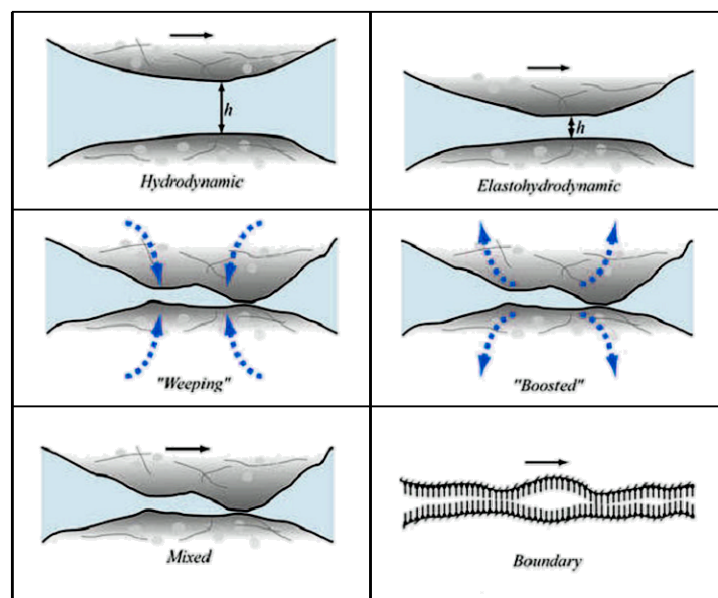 h
Hydrodynamic
h
Elastohydrodynamic
"Weeping"
"Boosted"
Mixed
Boundary